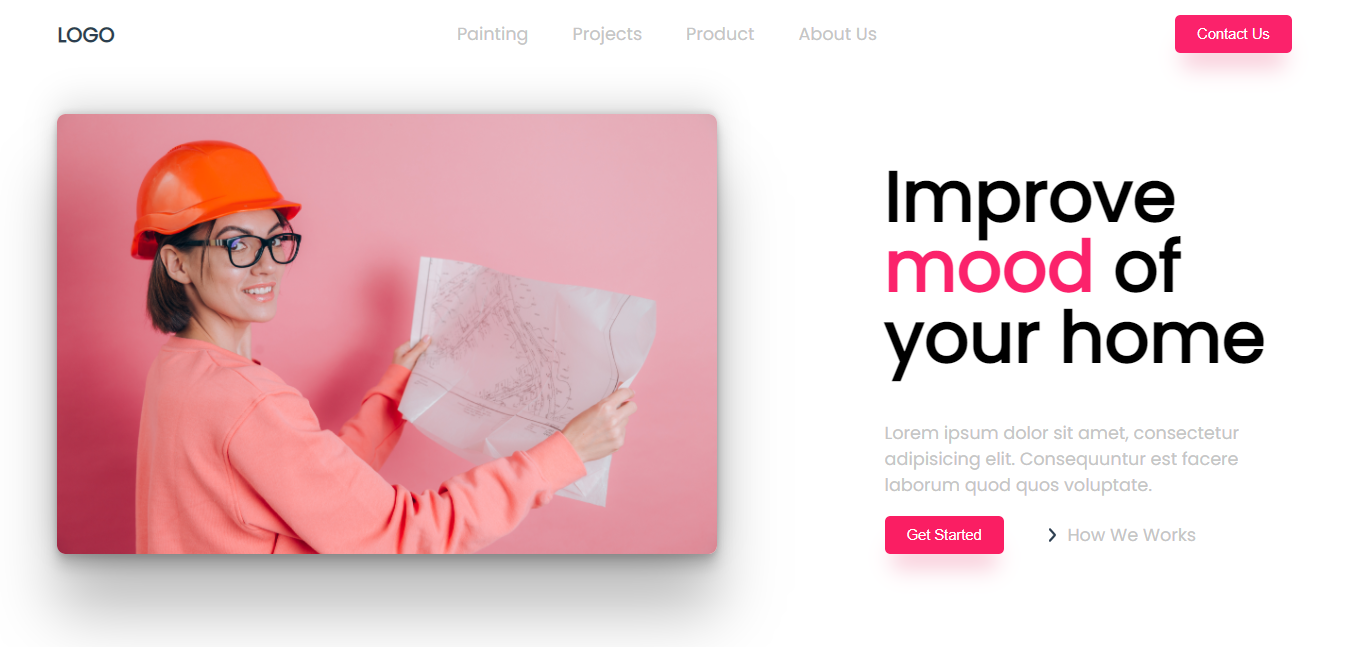 LOGO
Painting
Projects
Product
About Us
Contact Us
Improve
mood of
your home
Lorem ipsum dolor sit amet, consectetur
adipisicing elit. Consequuntur est facere
laborum quod quos voluptate.
Get Started
How We Works